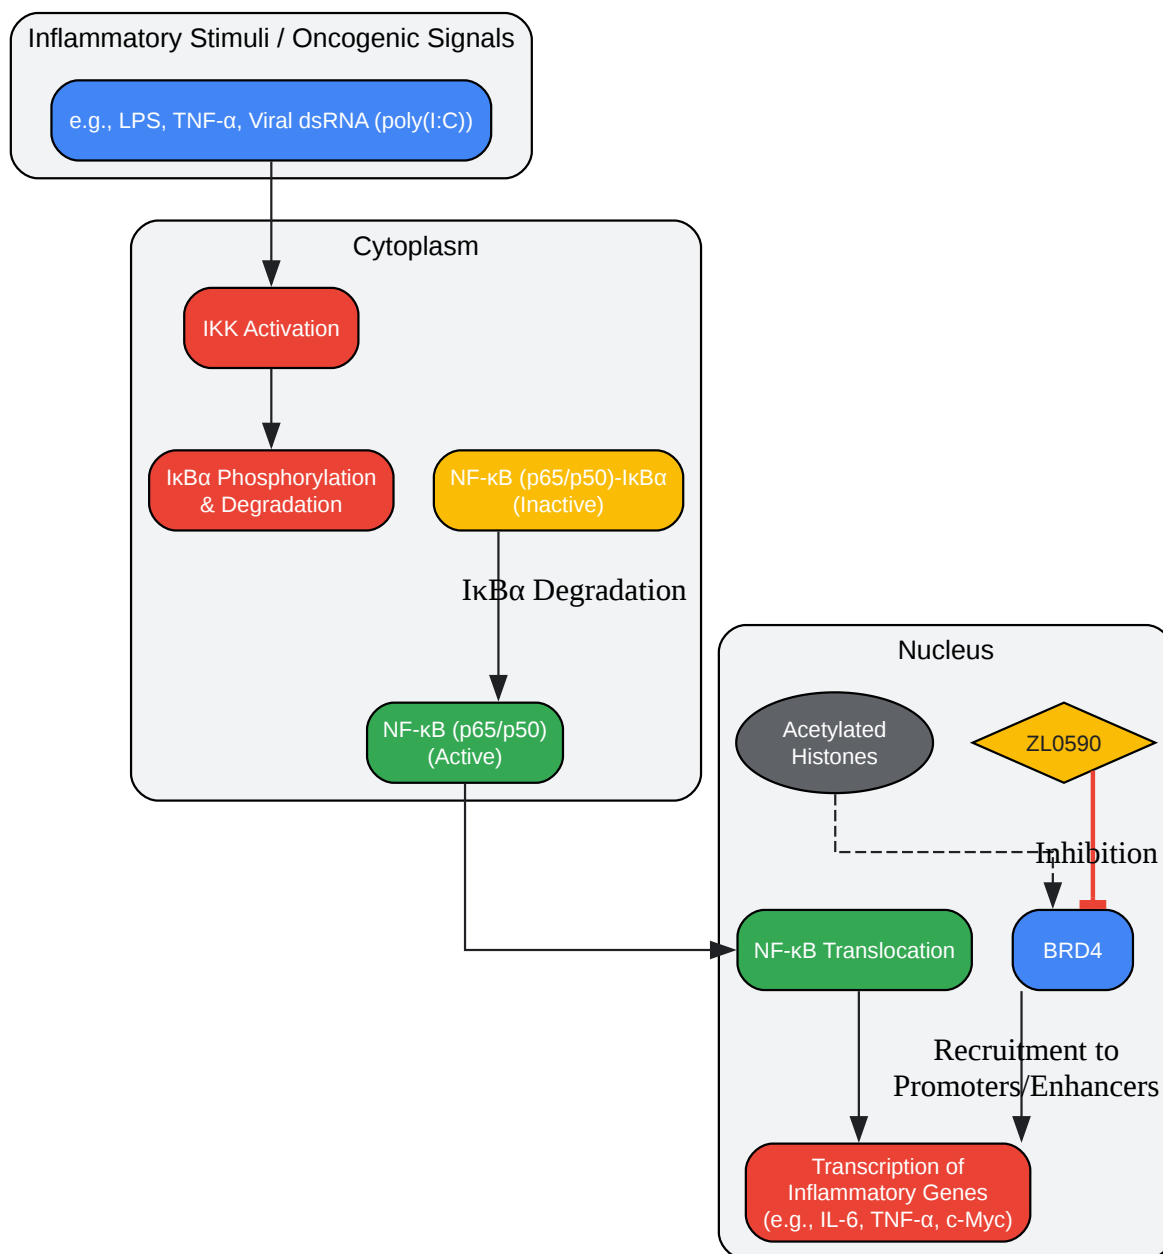 Inflammatory Stimuli / Oncogenic Signals
e.g., LPS, TNF-α, Viral dsRNA (poly(I:C))
Cytoplasm
IKK Activation
IκBα Phosphorylation
& Degradation
NF-κB (p65/p50)-IκBα
(Inactive)
IκBα Degradation
NF-κB (p65/p50)
(Active)
Nucleus
Acetylated
Histones
ZL0590
Inhibition
NF-κB Translocation
BRD4
Recruitment to
Promoters/Enhancers
Transcription of
Inflammatory Genes
(e.g., IL-6, TNF-α, c-Myc)